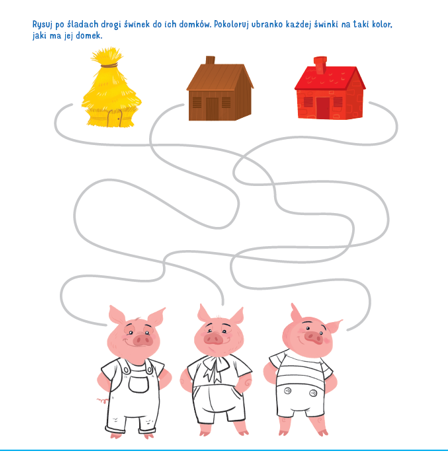 Rysuj po śladach drogi świnek do ich domków. Pokoloruj ubranko każdej świnki na taki kolor,
jaki ma jej domek.